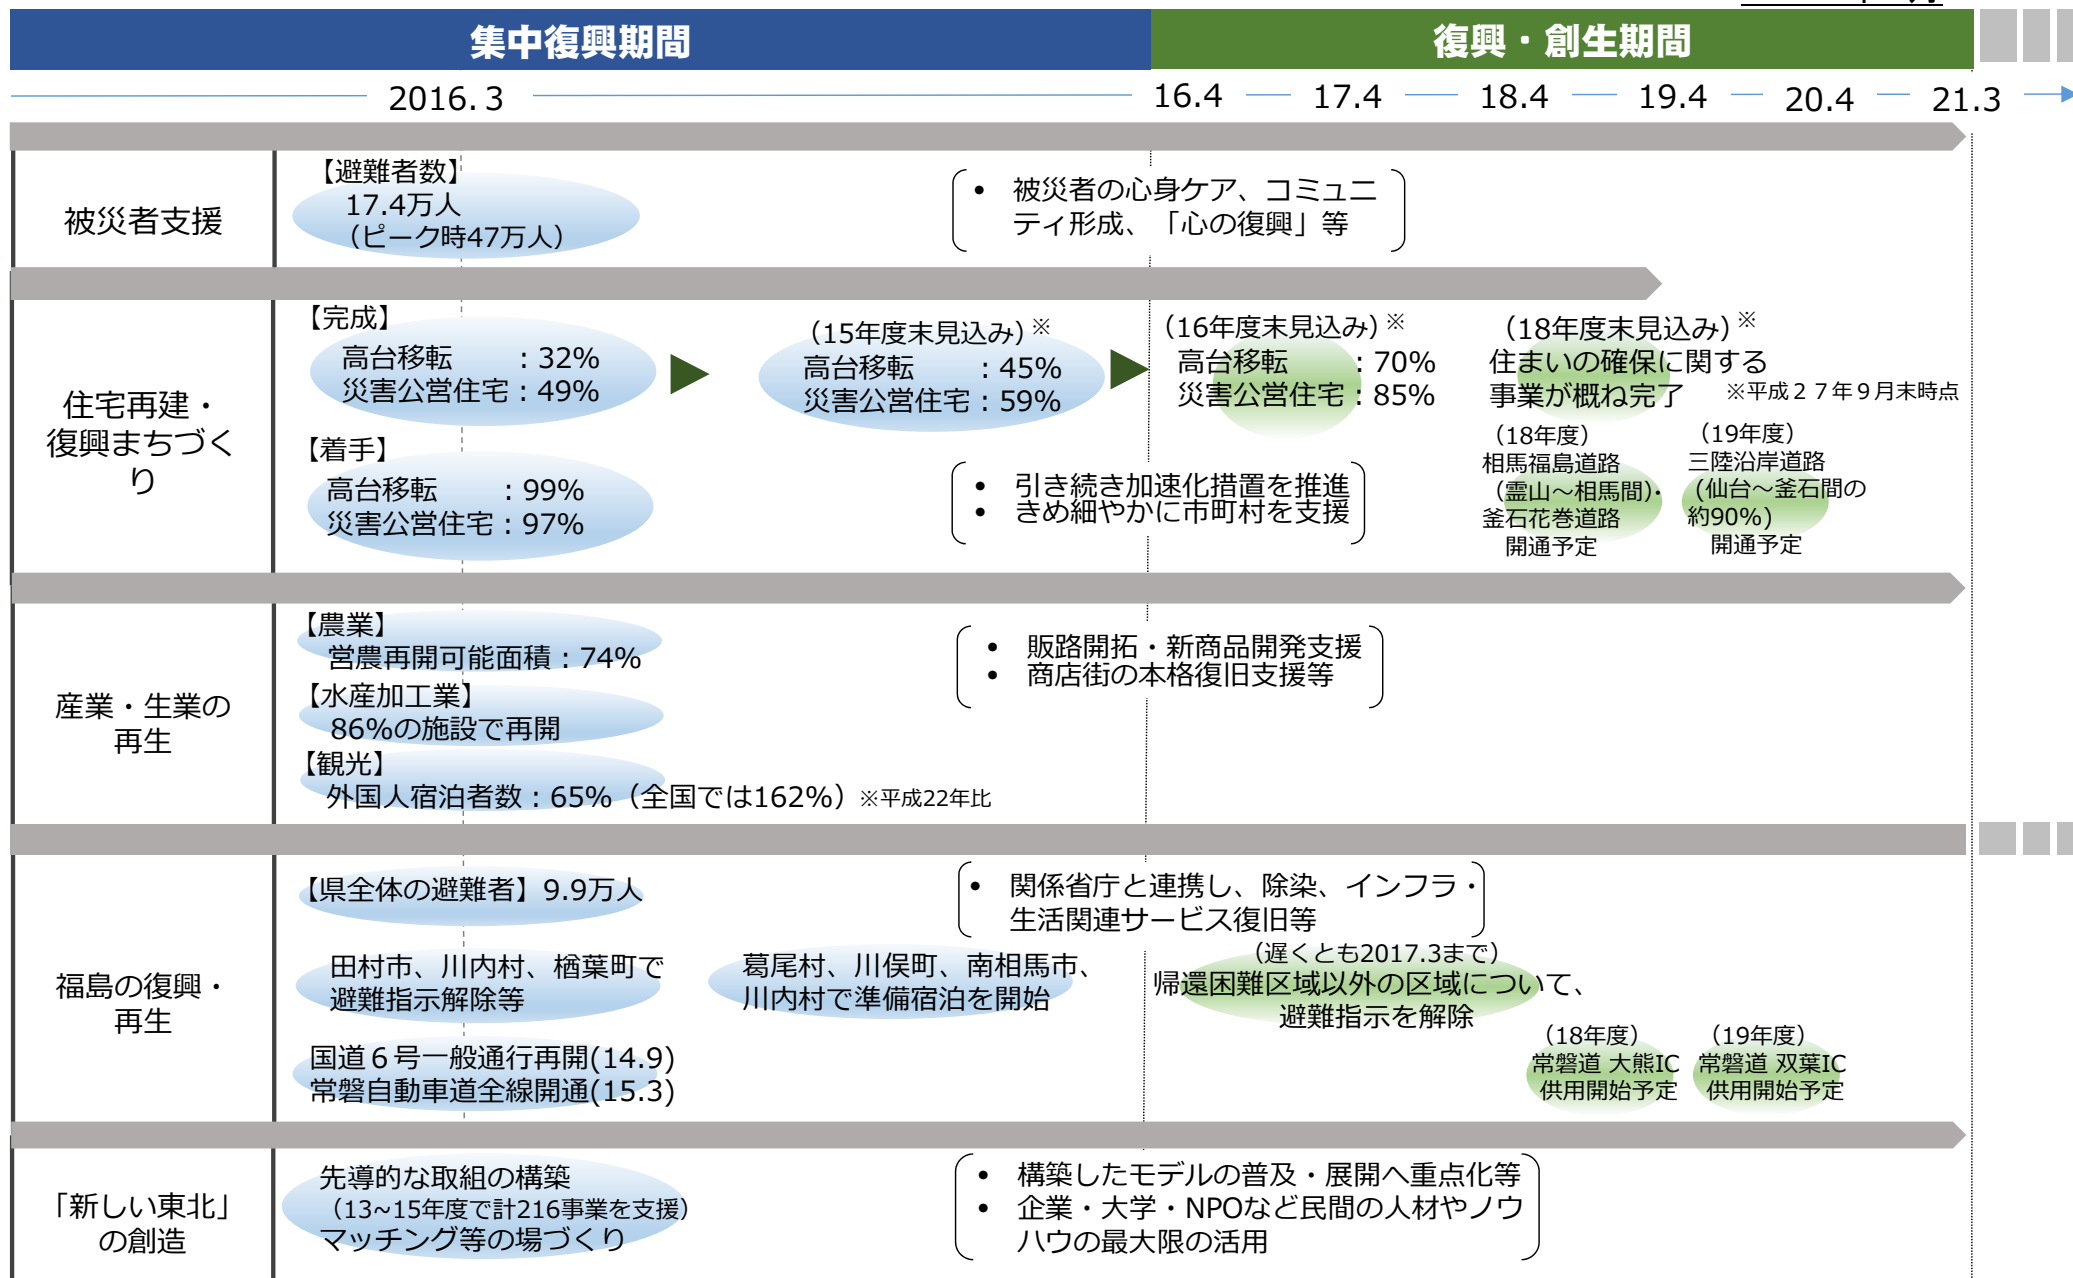 集中復興期間
復興・創生期間
2016.3
16.4
17.4
18.4
19.4
20.4
21.3
被災者支援
【避難者数】
17.4万人
（ピーク時47万人）
• 被災者の心身ケア、コミュニ
ティ形成、「心の復興」等
住宅再建・
復興まちづく
り
【完成】
高台移転　　：32%
災害公営住宅：49%
（15年度末見込み）※
高台移転　　：45%
災害公営住宅：59%
（16年度末見込み）※
高台移転　　：70%
災害公営住宅：85%
（18年度末見込み）※
住まいの確保に関する
事業が概ね完了
※平成２７年９月末時点
【着手】
高台移転　　：99%
災害公営住宅：97%
• 引き続き加速化措置を推進
• きめ細やかに市町村を支援
（18年度）
相馬福島道路
（霊山～相馬間）・
釜石花巻道路
開通予定
（19年度）
三陸沿岸道路
(仙台～釜石間の
約90%)
開通予定
産業・生業の
再生
【農業】
営農再開可能面積：74%
【水産加工業】
86%の施設で再開
【観光】
外国人宿泊者数：65%（全国では162%）※平成22年比
• 販路開拓・新商品開発支援
• 商店街の本格復旧支援等
福島の復興・
再生
【県全体の避難者】9.9万人
• 関係省庁と連携し、除染、インフラ・
生活関連サービス復旧等
田村市、川内村、楢葉町で
避難指示解除等
葛尾村、川俣町、南相馬市、
川内村で準備宿泊を開始
（遅くとも2017.3まで）
帰還困難区域以外の区域について、
避難指示を解除
国道６号一般通行再開(14.9)
常磐自動車道全線開通(15.3)
（18年度）
常磐道 大熊IC
供用開始予定
（19年度）
常磐道 双葉IC
供用開始予定
「新しい東北」
の創造
先導的な取組の構築
（13~15年度で計216事業を支援）
マッチング等の場づくり
• 構築したモデルの普及・展開へ重点化等
• 企業・大学・NPOなど民間の人材やノウ
ハウの最大限の活用